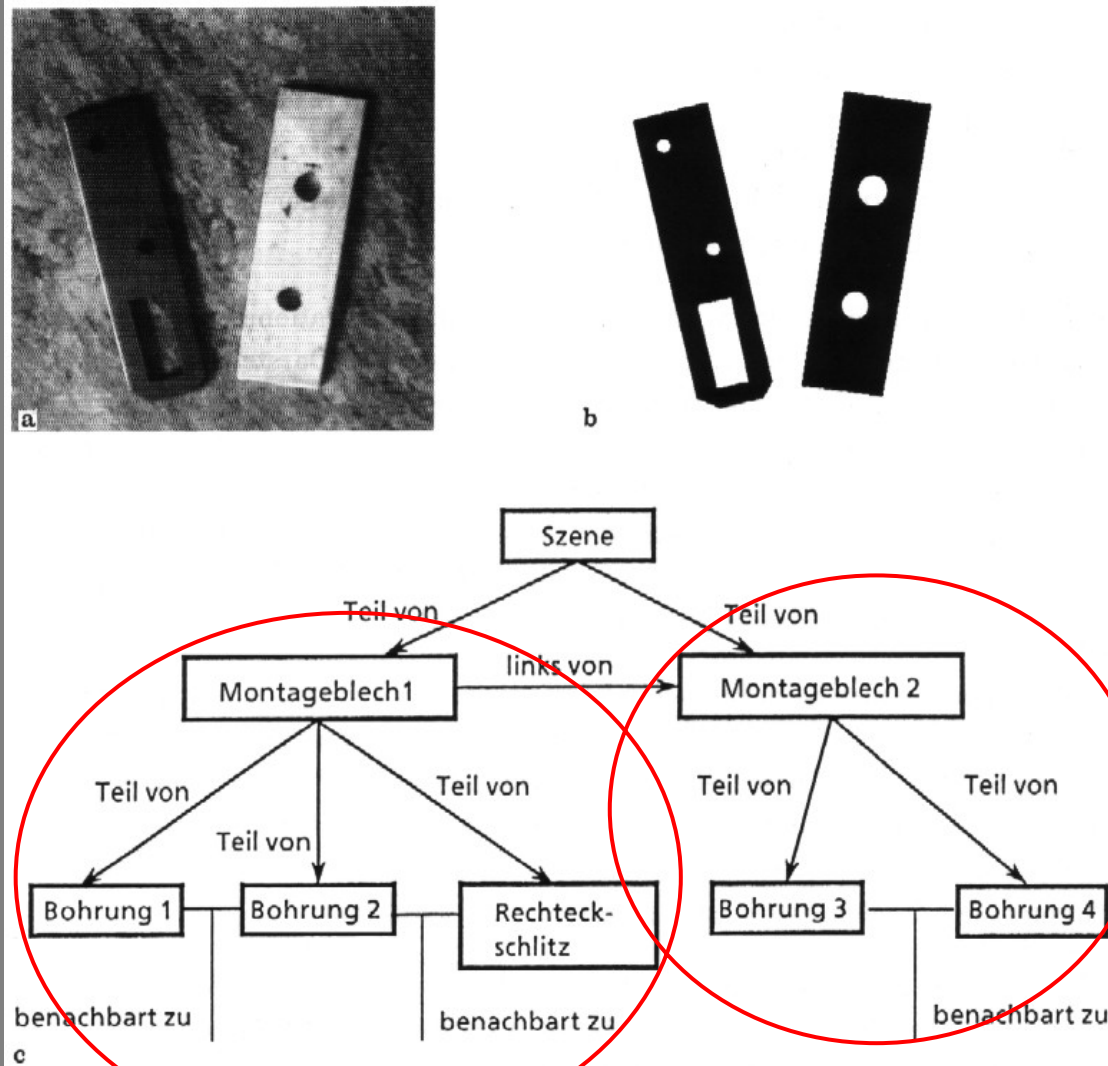 a
b
Szene
Teil von
Teil von
Montageblech1
links von
Montageblech 2
Teil von
Teil von
Teil von
Teil von
Teil von
Bohrung 1
Bohrung 2
Rechteck-
schlitz
Bohrung 3
Bohrung 4
benachbart zu
benachbart zu
benachbart zu
c